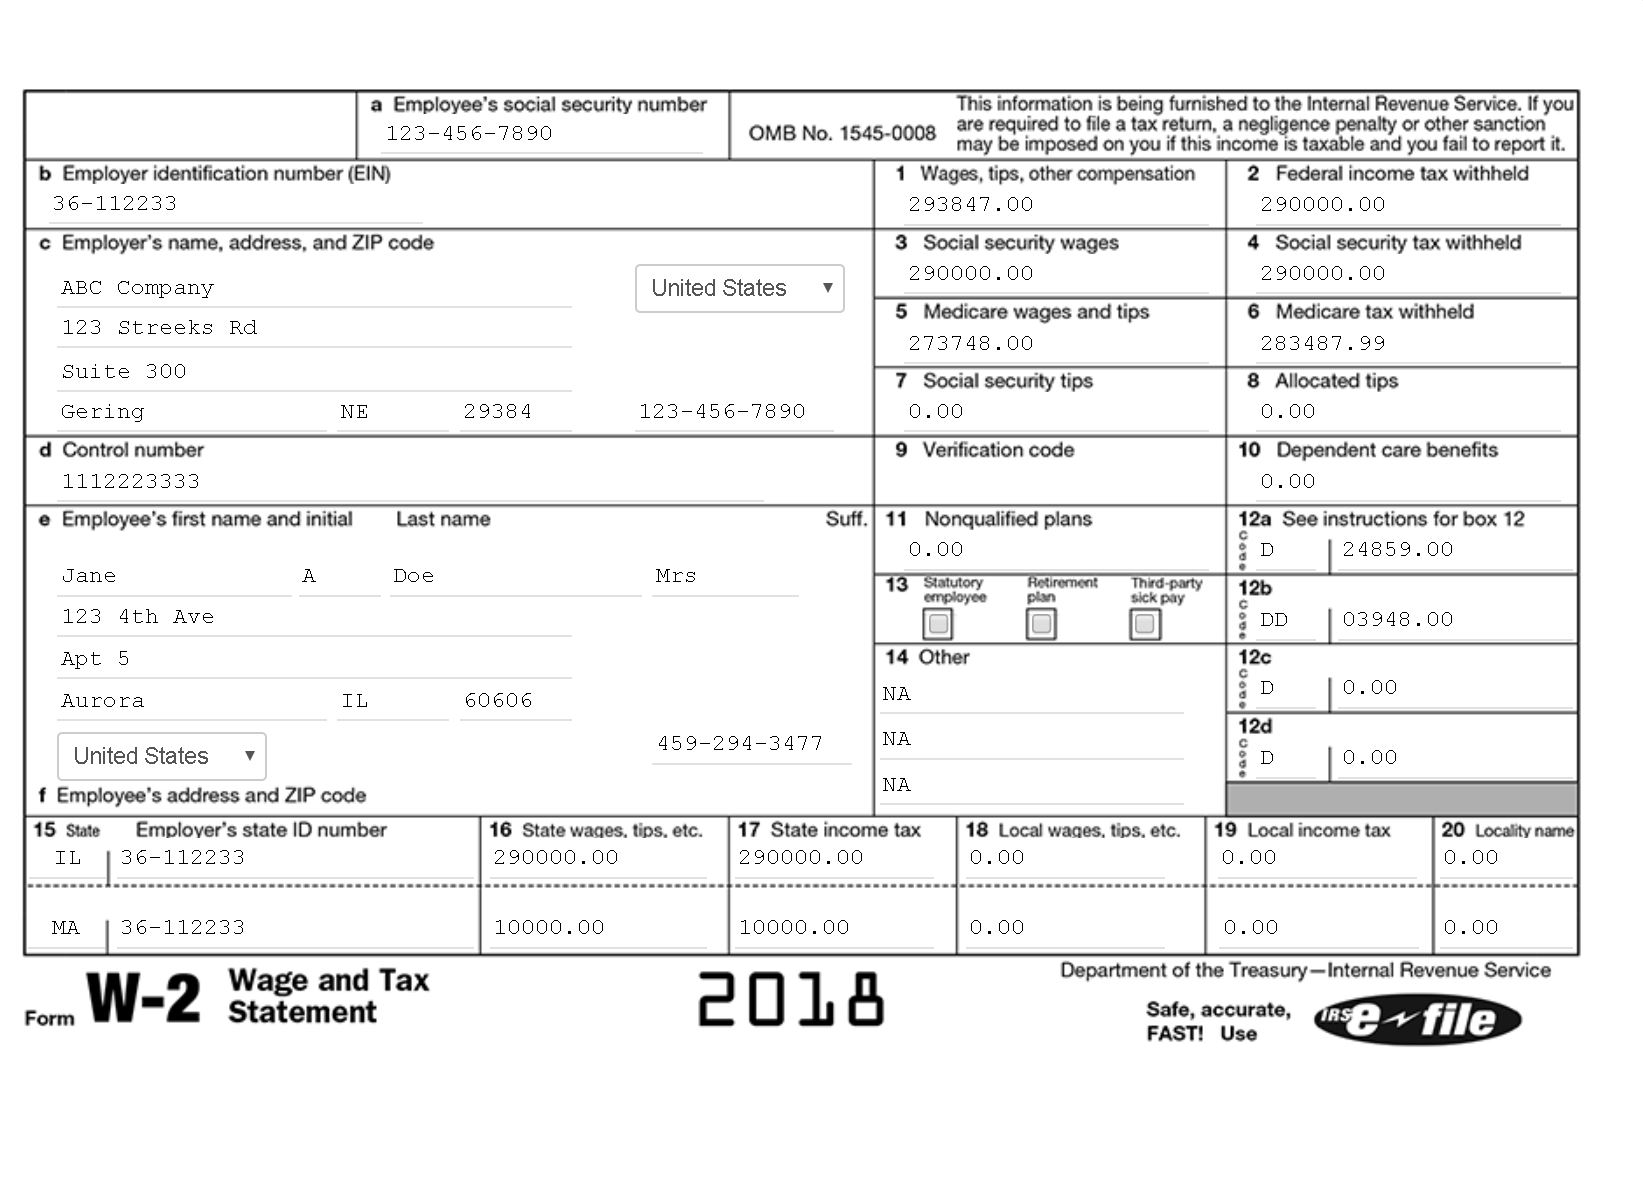 a Employee's social security number
123-456-7890
OMB No. 1545-0008
This information is being furnished to the Internal Revenue Service. If you
are required to file a tax return, a negligence penalty or other sanction
may be imposed on you if this income is taxable and you fail to report it.
b Employer identification number (EIN)
36-112233
1 Wages, tips, other compensation
293847.00
2 Federal income tax withheld
290000.00
c Employer's name, address, and ZIP code
ABC Company
United States
123 Streeks Rd
Suite 300
Gering NE 29384 123-456-7890
3 Social security wages
290000.00
4 Social security tax withheld
290000.00
5 Medicare wages and tips
273748.00
6 Medicare tax withheld
283487.99
7 Social security tips
0.00
8 Allocated tips
0.00
d Control number
1112223333
9 Verification code
10 Dependent care benefits
0.00
e Employee's first name and initial Last name Suff.
Jane A Doe Mrs
123 4th Ave
Apt 5
Aurora IL 60606
United States
459-294-3477
f Employee's address and ZIP code
11 Nonqualified plans
0.00
12a See instructions for box 12
Code D 24859.00
13 Statutory employee Retirement plan Third-party sick pay
12b
Code DD 03948.00
14 Other
NA
NA
NA
12c
Code D 0.00
12d
Code D 0.00
15 State Employer's state ID number 16 State wages, tips, etc. 17 State income tax 18 Local wages, tips, etc. 19 Local income tax 20 Locality name
IL 36-112233 290000.00 290000.00 0.00 0.00 0.00
MA 36-112233 10000.00 10000.00 0.00 0.00 0.00
Form W-2 Wage and Tax
Statement
2018
Department of the Treasury—Internal Revenue Service
Safe, accurate,
FAST! Use
IRS e-file